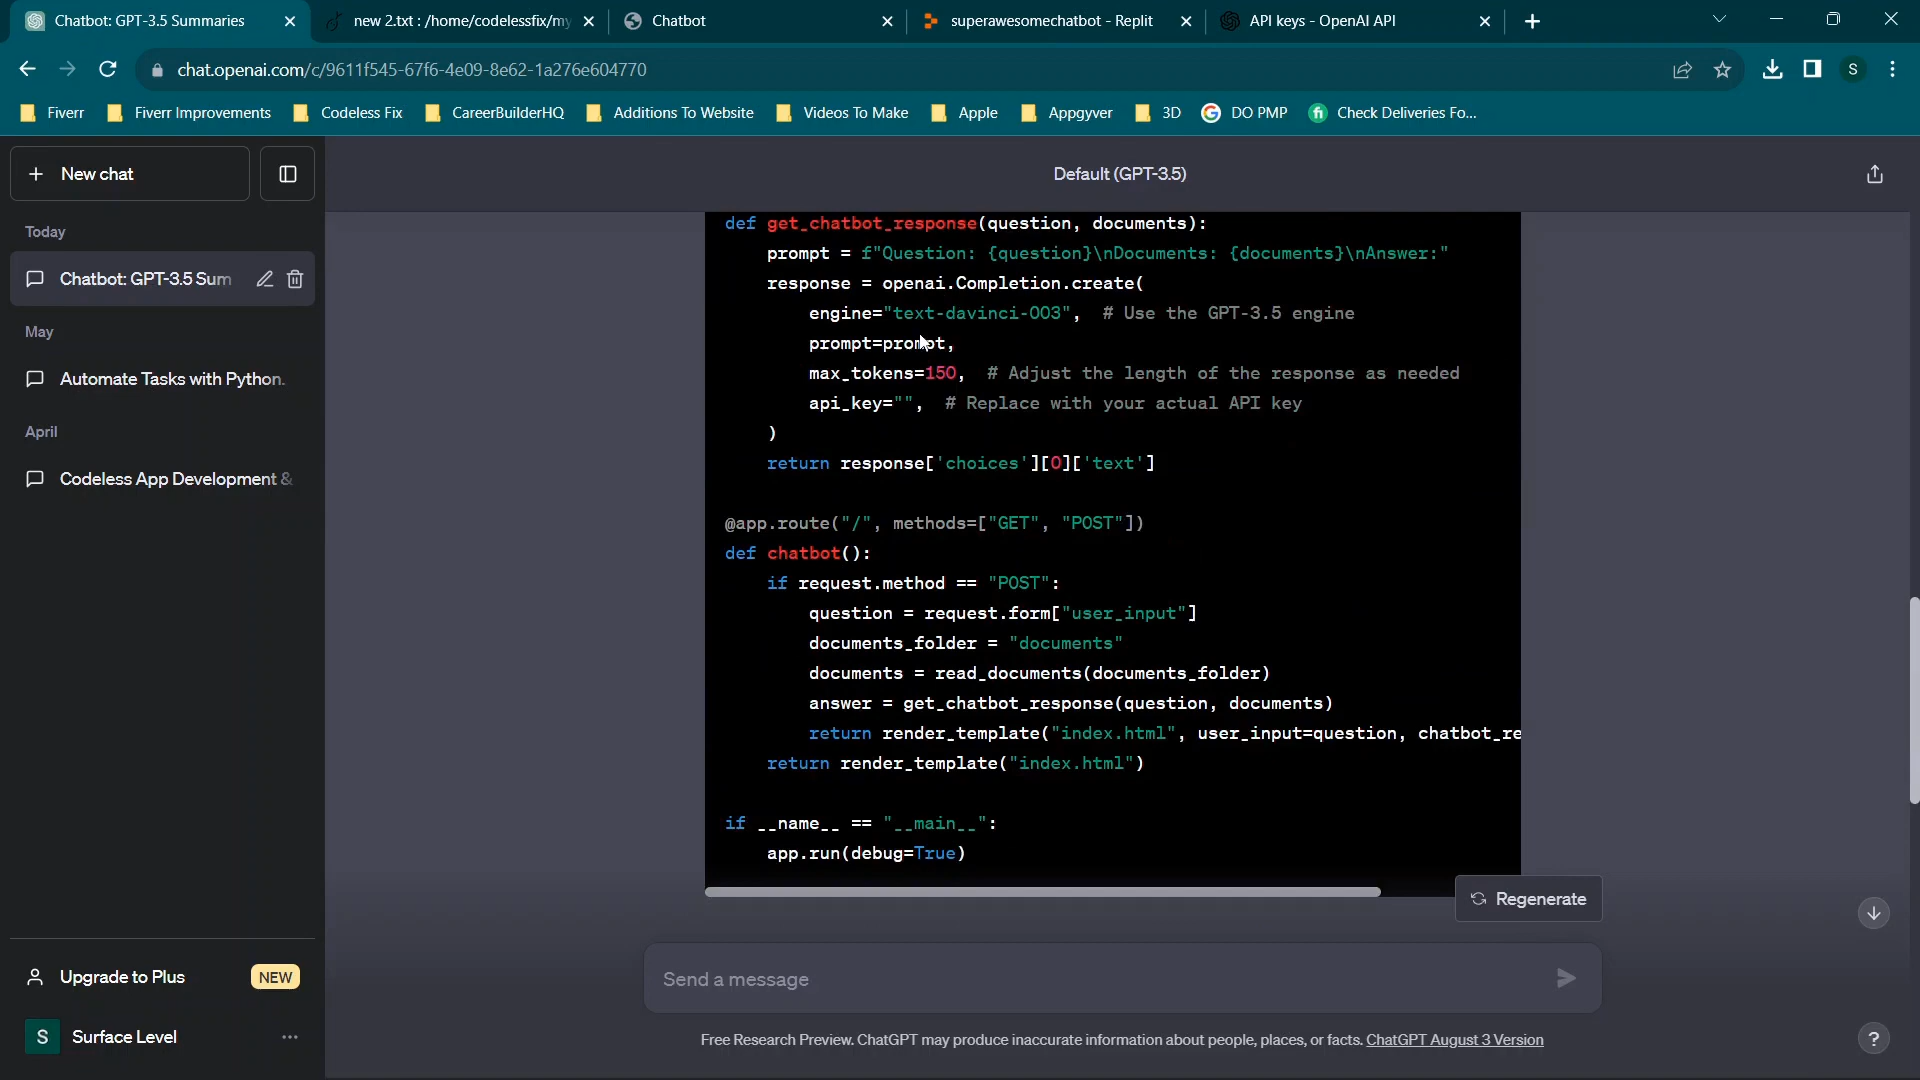 Chatbot: GPT-3.5 Summaries
new 2.txt : /home/codelessfix/my
Chatbot
superawesomechatbot - Replit
API keys - OpenAI API
chat.openai.com/c/9611f545-67f6-4e09-8e62-1a276e604770
S
Fiverr
Fiverr Improvements
Codeless Fix
CareerBuilderHQ
Additions To Website
Videos To Make
Apple
Appgyver
3D
DO PMP
Check Deliveries Fo...
New chat
Default (GPT-3.5)
Today
Chatbot: GPT-3.5 Sum
May
Automate Tasks with Python.
April
Codeless App Development &
def get_chatbot_response(question, documents):
prompt = f"Question: {question}\nDocuments: {documents}\nAnswer:"
response = openai.Completion.create(
engine="text-davinci-003", # Use the GPT-3.5 engine
prompt=prompt,
max_tokens=150, # Adjust the length of the response as needed
api_key="", # Replace with your actual API key
)
return response['choices'][0]['text']
@app.route("/", methods=["GET", "POST"])
def chatbot():
if request.method == "POST":
question = request.form["user_input"]
documents_folder = "documents"
documents = read_documents(documents_folder)
answer = get_chatbot_response(question, documents)
return render_template("index.html", user_input=question, chatbot_re
return render_template("index.html")
if __name__ == "__main__":
app.run(debug=True)
Regenerate
Upgrade to Plus
NEW
Send a message
S
Surface Level
Free Research Preview. ChatGPT may produce inaccurate information about people, places, or facts. ChatGPT August 3 Version
?